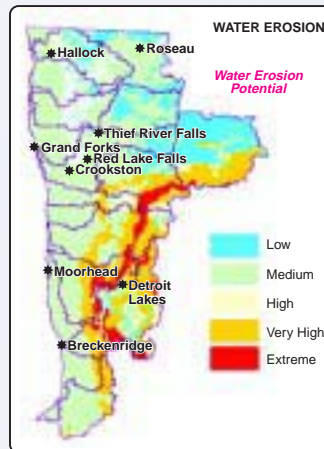 WATER EROSION
Hallock
Roseau
Water Erosion
Potential
Thief River Falls
Grand Forks
Red Lake Falls
Crookston
Low
Medium
Moorhead
Detroit
Lakes
High
Very High
Breckenridge
Extreme